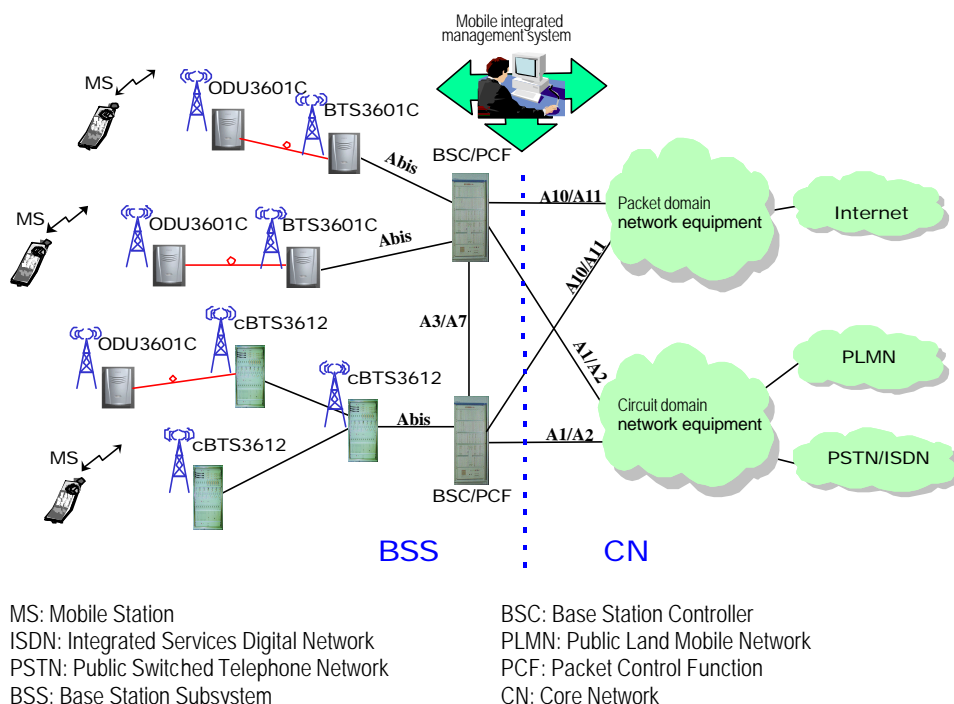 Mobile integrated
management system
MS
ODU3601C
BTS3601C
Abis
BSC/PCF
A10/A11
Packet domain
network equipment
Internet
MS
ODU3601C
BTS3601C
Abis
A10/A11
A3/A7
ODU3601C
cBTS3612
cBTS3612
A1/A2
PLMN
Circuit domain
network equipment
Abis
A1/A2
MS
cBTS3612
PSTN/ISDN
BSC/PCF
BSS
CN
MS: Mobile Station
ISDN: Integrated Services Digital Network
PSTN: Public Switched Telephone Network
BSS: Base Station Subsystem
BSC: Base Station Controller
PLMN: Public Land Mobile Network
PCF: Packet Control Function
CN: Core Network